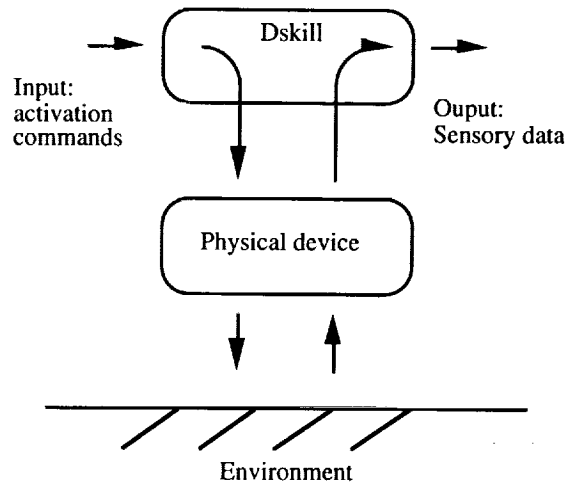 Dskill
Input:
activation
commands
Ouput:
Sensory data
Physical device
Environment